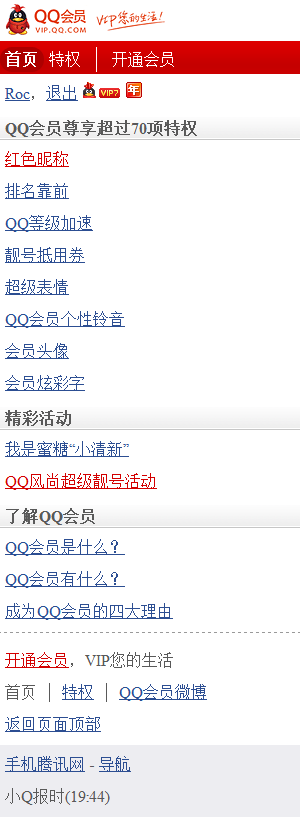 QQ会员 VIP您的生活!
VIP.QQ.COM
首页 特权 | 开通会员
Roc，退出 VIP7 年
QQ会员尊享超过70项特权
红色昵称
排名靠前
QQ等级加速
靓号抵用券
超级表情
QQ会员个性铃音
会员头像
会员炫彩字
精彩活动
我是蜜糖“小清新”
QQ风尚超级靓号活动
了解QQ会员
QQ会员是什么？
QQ会员有什么？
成为QQ会员的四大理由
开通会员，VIP您的生活
首页 | 特权 | QQ会员微博
返回页面顶部
手机腾讯网 - 导航
小Q报时(19:44)